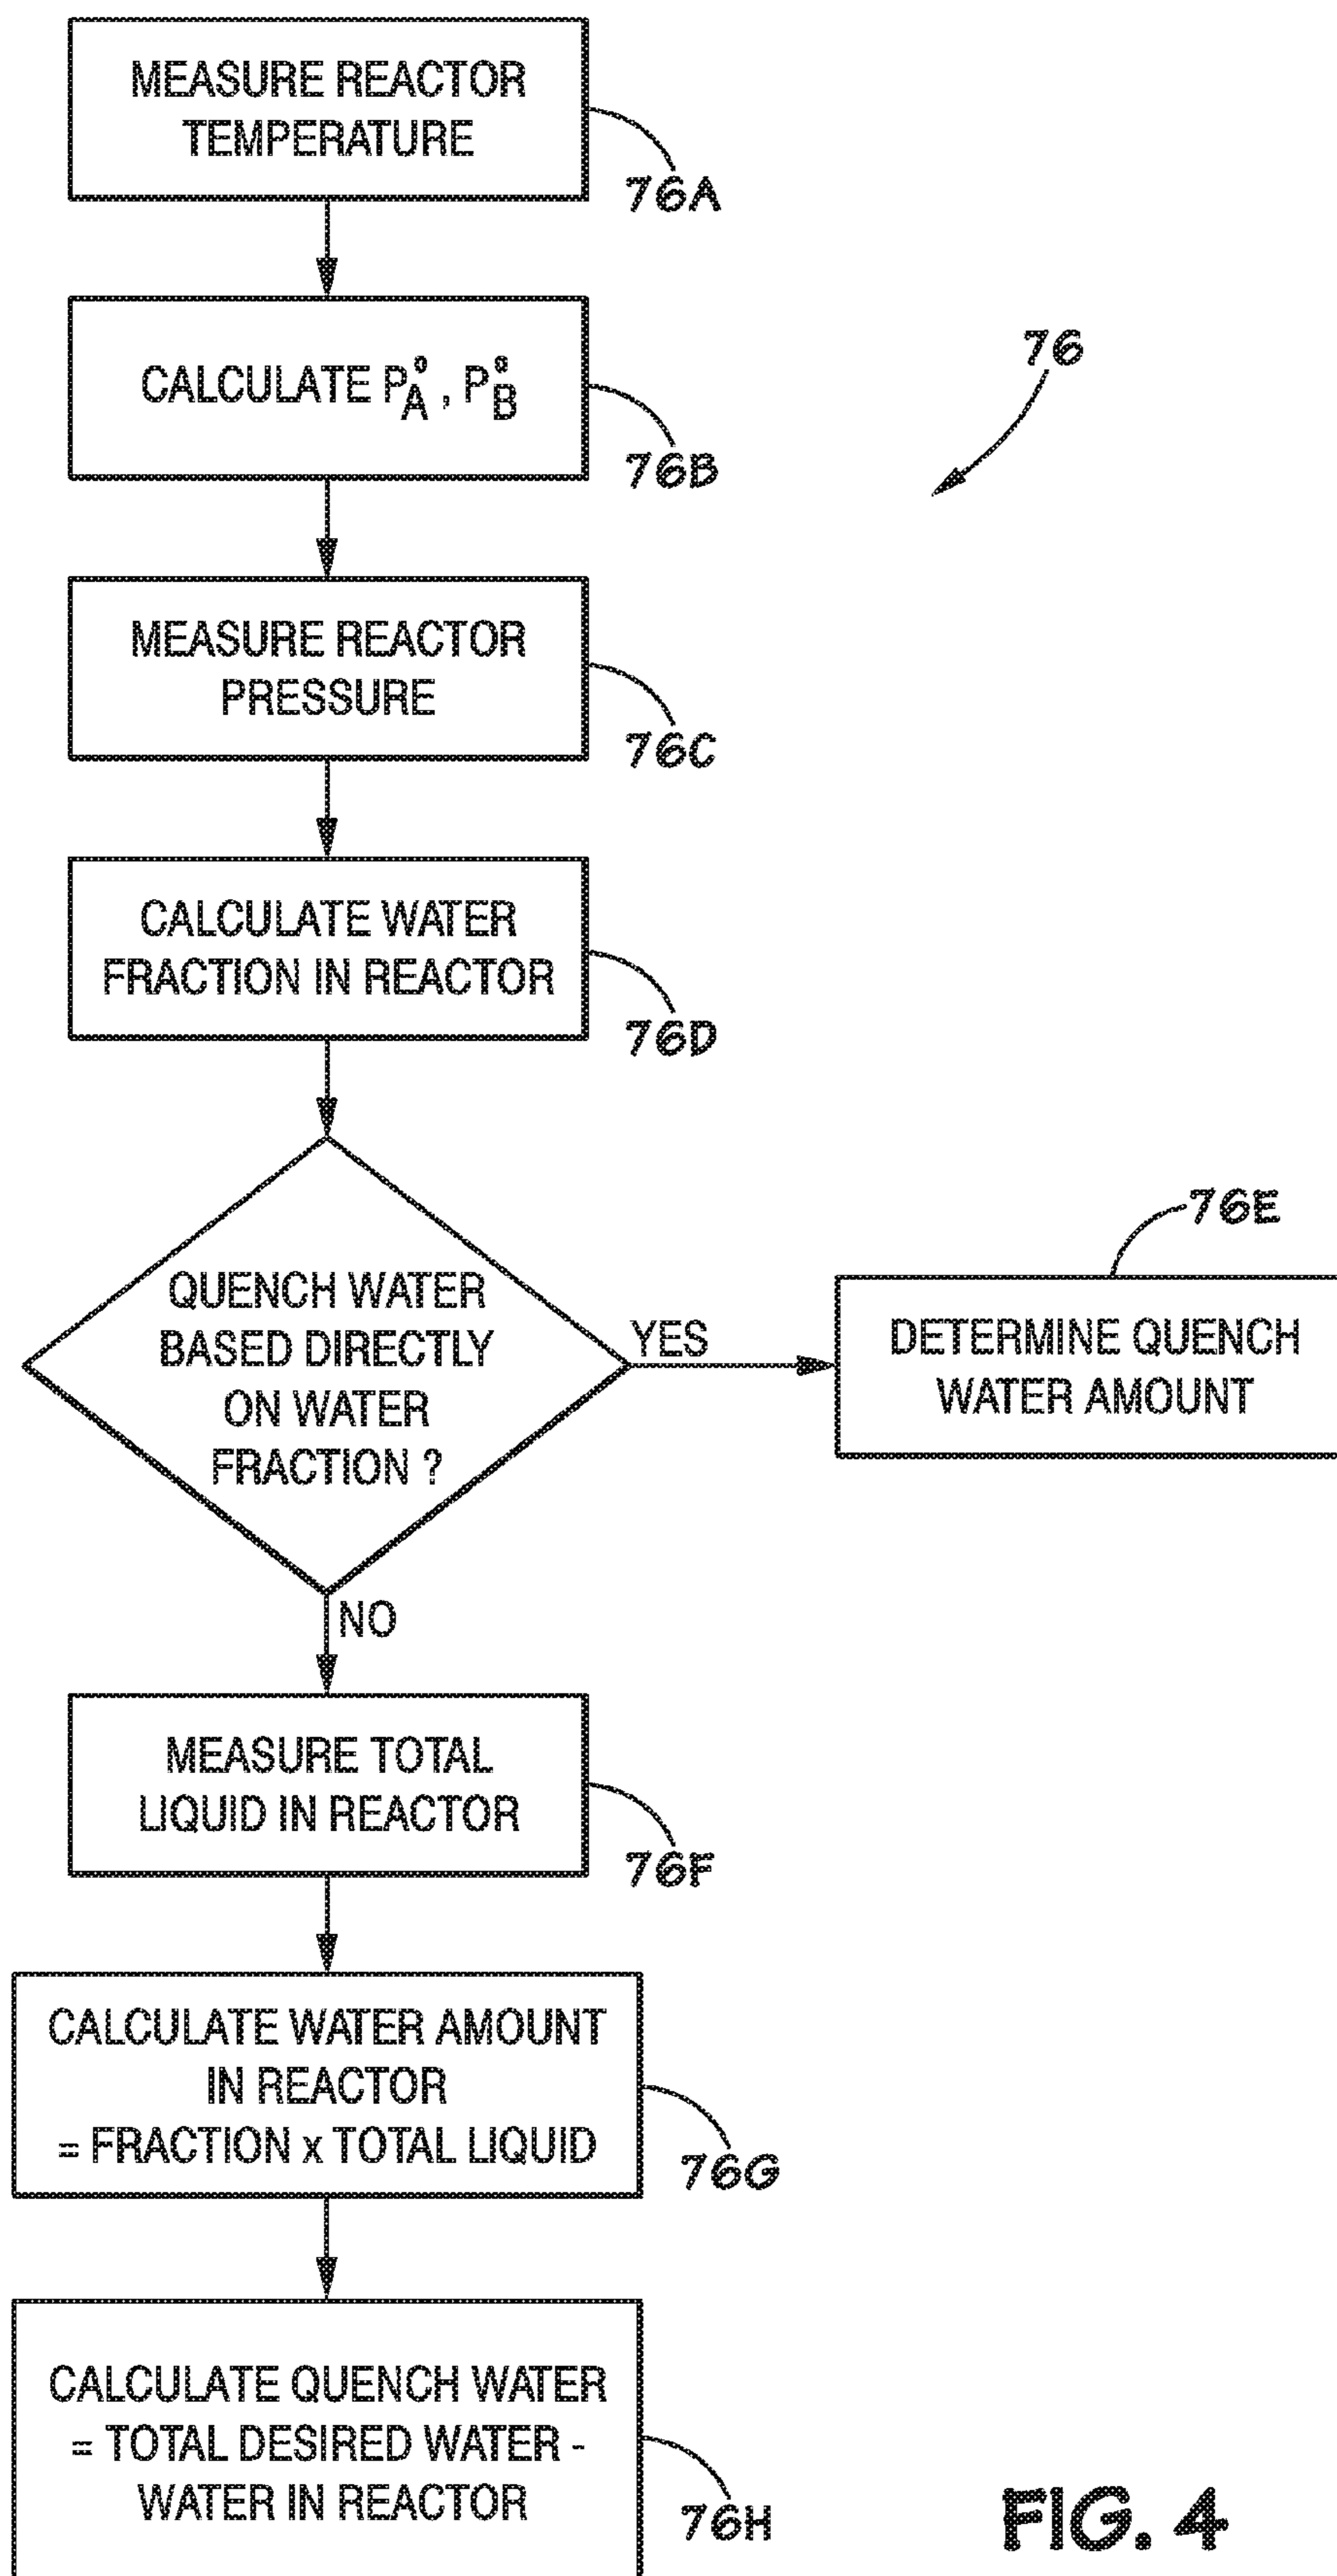 MEASURE REACTOR
TEMPERATURE
76A
CALCULATE P°A, P°B
76B
76
MEASURE REACTOR
PRESSURE
76C
CALCULATE WATER
FRACTION IN REACTOR
76D
QUENCH WATER
BASED DIRECTLY
ON WATER
FRACTION ?
YES
76E
DETERMINE QUENCH
WATER AMOUNT
NO
MEASURE TOTAL
LIQUID IN REACTOR
76F
CALCULATE WATER AMOUNT
IN REACTOR
= FRACTION x TOTAL LIQUID
76G
CALCULATE QUENCH WATER
= TOTAL DESIRED WATER -
WATER IN REACTOR
76H
FIG. 4